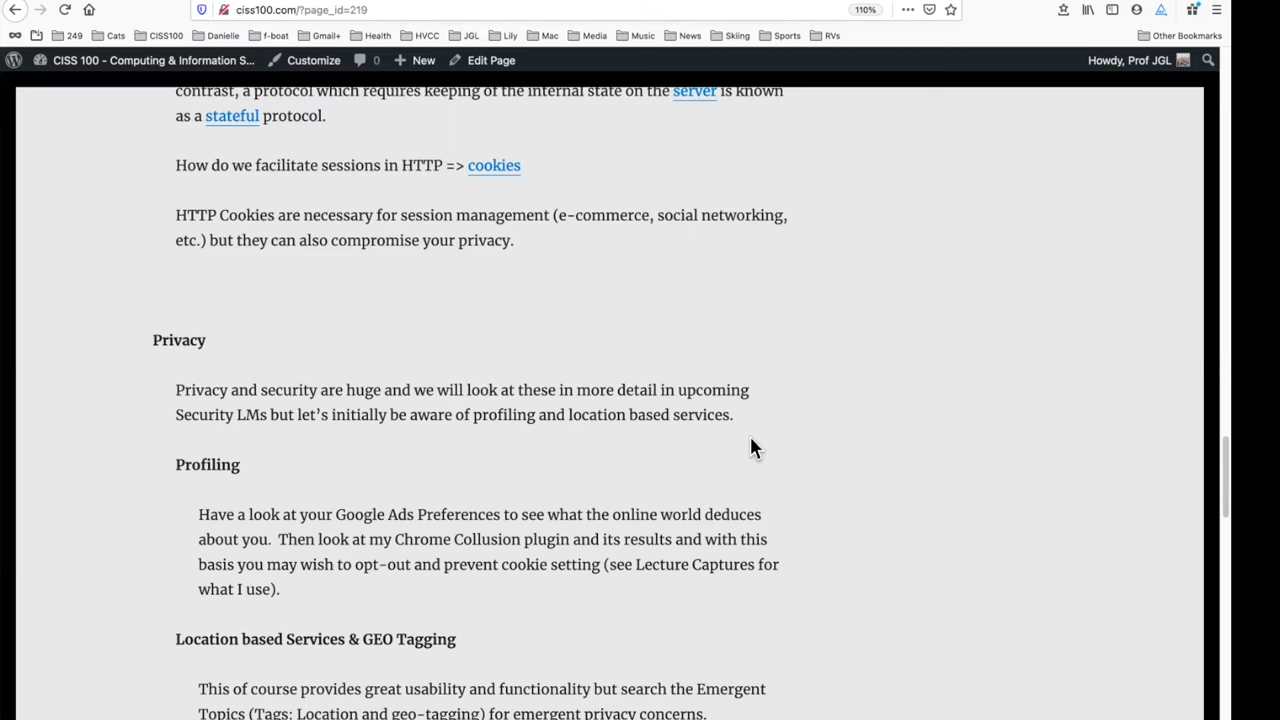 ciss100.com/?page_id=219
110%
249 Cats CISS100 Danielle f-boat Gmail+ Health HVCC JGL Lily Mac Media Music News Skiing Sports RVs Other Bookmarks
CISS 100 - Computing & Information S... Customize 0 New Edit Page Howdy, Prof JGL
contrast, a protocol which requires keeping of the internal state on the server is known
as a stateful protocol.
How do we facilitate sessions in HTTP => cookies
HTTP Cookies are necessary for session management (e-commerce, social networking,
etc.) but they can also compromise your privacy.
Privacy
Privacy and security are huge and we will look at these in more detail in upcoming
Security LMs but let’s initially be aware of profiling and location based services.
Profiling
Have a look at your Google Ads Preferences to see what the online world deduces
about you. Then look at my Chrome Collusion plugin and its results and with this
basis you may wish to opt-out and prevent cookie setting (see Lecture Captures for
what I use).
Location based Services & GEO Tagging
This of course provides great usability and functionality but search the Emergent
Topics (Tags: Location and geo-tagging) for emergent privacy concerns.